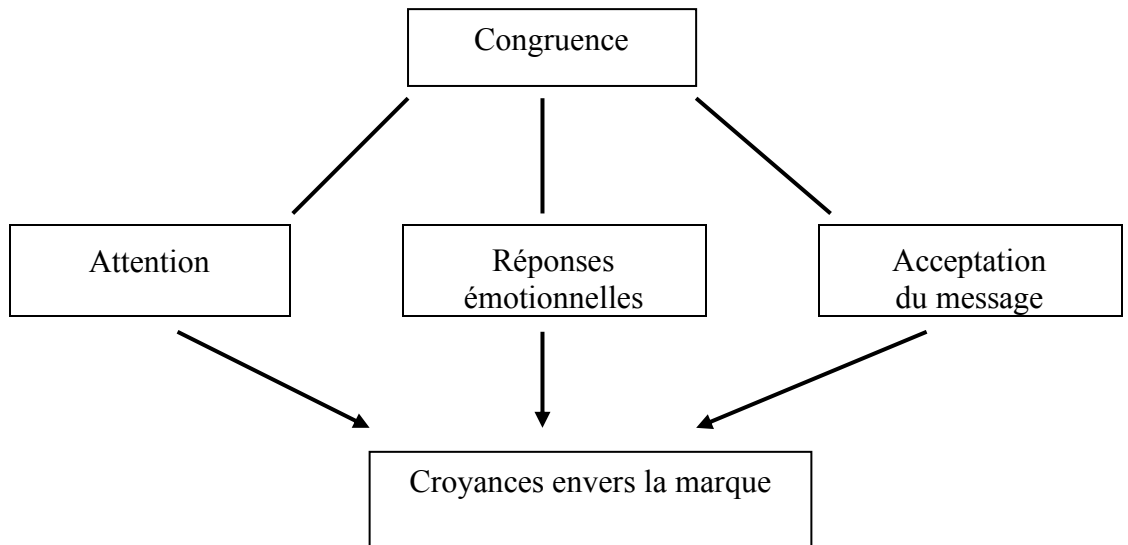 Congruence
Attention
Réponses
émotionnelles
Acceptation
du message
Croyances envers la marque